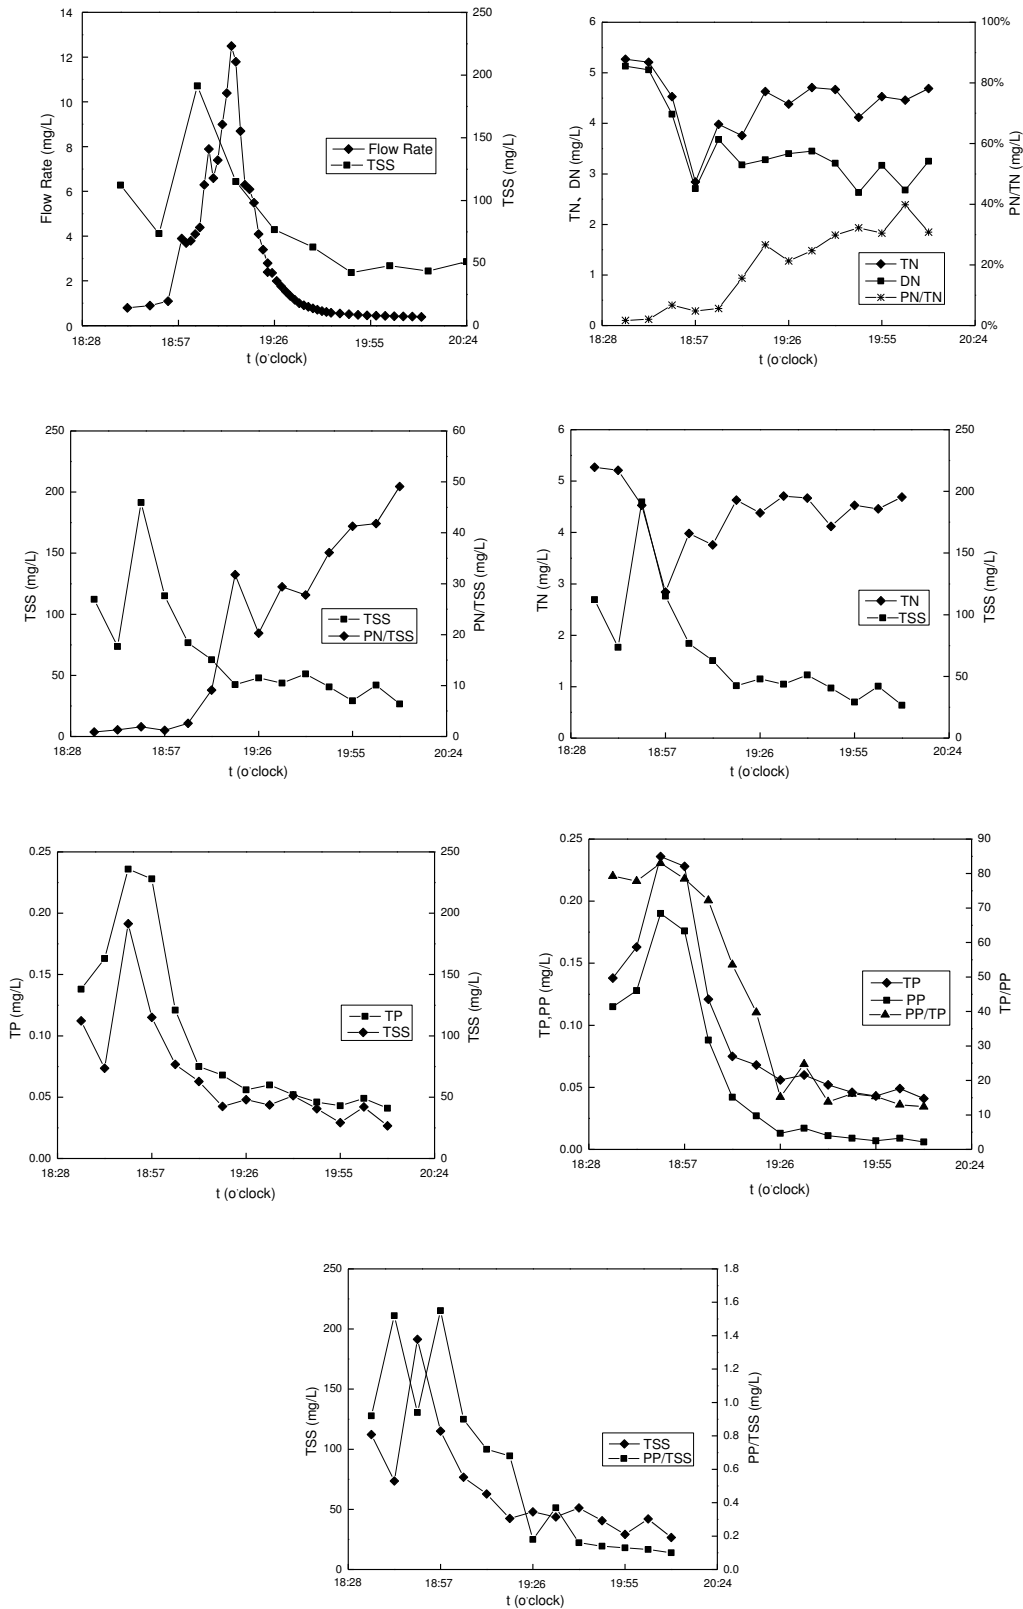 14
12
10
8
6
4
2
0
Flow Rate (mg/L)
250
200
150
100
50
0
TSS (mg/L)
Flow Rate
TSS
18:28 18:57 19:26 19:55 20:24
t (o'clock)
6
5
4
3
2
1
0
TN、DN (mg/L)
100%
80%
60%
40%
20%
0%
PN/TN (mg/L)
TN
DN
PN/TN
18:28 18:57 19:26 19:55 20:24
t (o'clock)
250
200
150
100
50
0
TSS (mg/L)
60
50
40
30
20
10
0
PN/TSS (mg/L)
TSS
PN/TSS
18:28 18:57 19:26 19:55 20:24
t (o'clock)
6
5
4
3
2
1
0
TN (mg/L)
250
200
150
100
50
0
TSS (mg/L)
TN
TSS
18:28 18:57 19:26 19:55 20:24
t (o'clock)
0.25
0.20
0.15
0.10
0.05
0.00
TP (mg/L)
250
200
150
100
50
0
TSS (mg/L)
TP
TSS
18:28 18:57 19:26 19:55 20:24
t (o'clock)
0.25
0.20
0.15
0.10
0.05
0.00
TP,PP (mg/L)
90
80
70
60
50
40
30
20
10
0
TP/PP
TP
PP
PP/TP
18:28 18:57 19:26 19:55 20:24
t (o'clock)
250
200
150
100
50
0
TSS (mg/L)
1.8
1.6
1.4
1.2
1.0
0.8
0.6
0.4
0.2
0.0
PP/TSS (mg/L)
TSS
PP/TSS
18:28 18:57 19:26 19:55 20:24
t (o'clock)